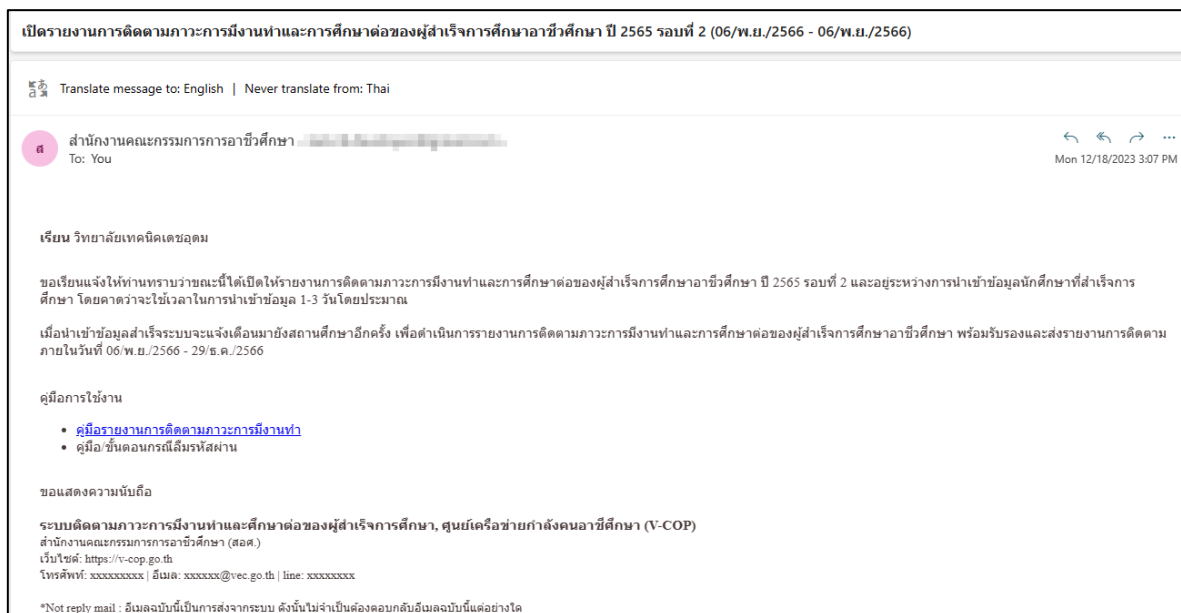 เปิดรายงานการติดตามภาวะการมีงานทำและการศึกษาต่อของผู้สำเร็จการศึกษาอาชีวศึกษา ปี 2565 รอบที่ 2 (06/พ.ย./2566 - 06/พ.ย./2566)
Translate message to: English | Never translate from: Thai
ส
สำนักงานคณะกรรมการการอาชีวศึกษา
To: You
Mon 12/18/2023 3:07 PM
เรียน วิทยาลัยเทคนิคเดชอุดม
ขอเรียนแจ้งให้ท่านทราบว่าขณะนี้ได้เปิดให้รายงานการติดตามภาวะการมีงานทำและการศึกษาต่อของผู้สำเร็จการศึกษาอาชีวศึกษา ปี 2565 รอบที่ 2 และอยู่ระหว่างการนำเข้าข้อมูลนักศึกษาที่สำเร็จการ
ศึกษา โดยคาดว่าจะใช้เวลาในการนำเข้าข้อมูล 1-3 วันโดยประมาณ
เมื่อนำเข้าข้อมูลสำเร็จระบบจะแจ้งเตือนมายังสถานศึกษาอีกครั้ง เพื่อดำเนินการรายงานการติดตามภาวะการมีงานทำและการศึกษาต่อของผู้สำเร็จการศึกษาอาชีวศึกษา พร้อมรับรองและส่งรายงานการติดตาม
ภายในวันที่ 06/พ.ย./2566 - 29/ธ.ค./2566
คู่มือการใช้งาน
• คู่มือรายงานการติดตามภาวะการมีงานทำ
• คู่มือ/ขั้นตอนกรณีลืมรหัสผ่าน
ขอแสดงความนับถือ
ระบบติดตามภาวะการมีงานทำและศึกษาต่อของผู้สำเร็จการศึกษา, ศูนย์เครือข่ายกำลังคนอาชีศึกษา (V-COP)
สำนักงานคณะกรรมการการอาชีวศึกษา (สอศ.)
เว็บไซต์: https://v-cop.go.th
โทรศัพท์: xxxxxxxxx | อีเมล: xxxxxx@vec.go.th | line: xxxxxxxx
*Not reply mail : อีเมลฉบับนี้เป็นการส่งจากระบบ ดังนั้นไม่จำเป็นต้องตอบกลับอีเมลฉบับนี้แต่อย่างใด